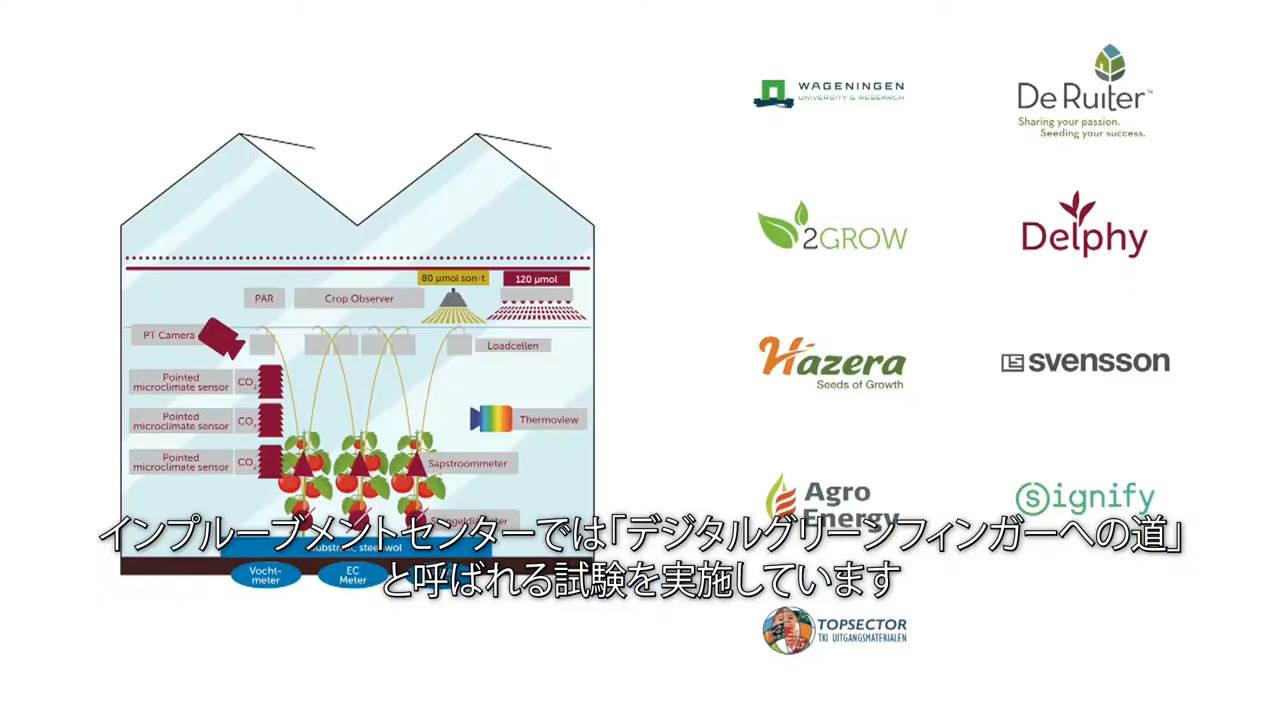 80 µmol son-t
120 µmol
PAR
Crop Observer
PT Camera
Loadcellen
Pointed
microclimate sensor
CO₂
Pointed
microclimate sensor
CO₂
Thermoview
Pointed
microclimate sensor
CO₂
Sapstroommeter
steenwol
Vocht-
meter
EC
Meter
WAGENINGEN
UNIVERSITY & RESEARCH
De Ruiter™
Sharing your passion.
Seeding your success.
2GROW
Delphy
Hazera
Seeds of Growth
LS svensson
Agro
Energy
Signify
インプルーブメントセンターでは「デジタルグリーンフィンガーへの道」
と呼ばれる試験を実施しています
TOPSECTOR
TKI UITGANGSMATERIALEN